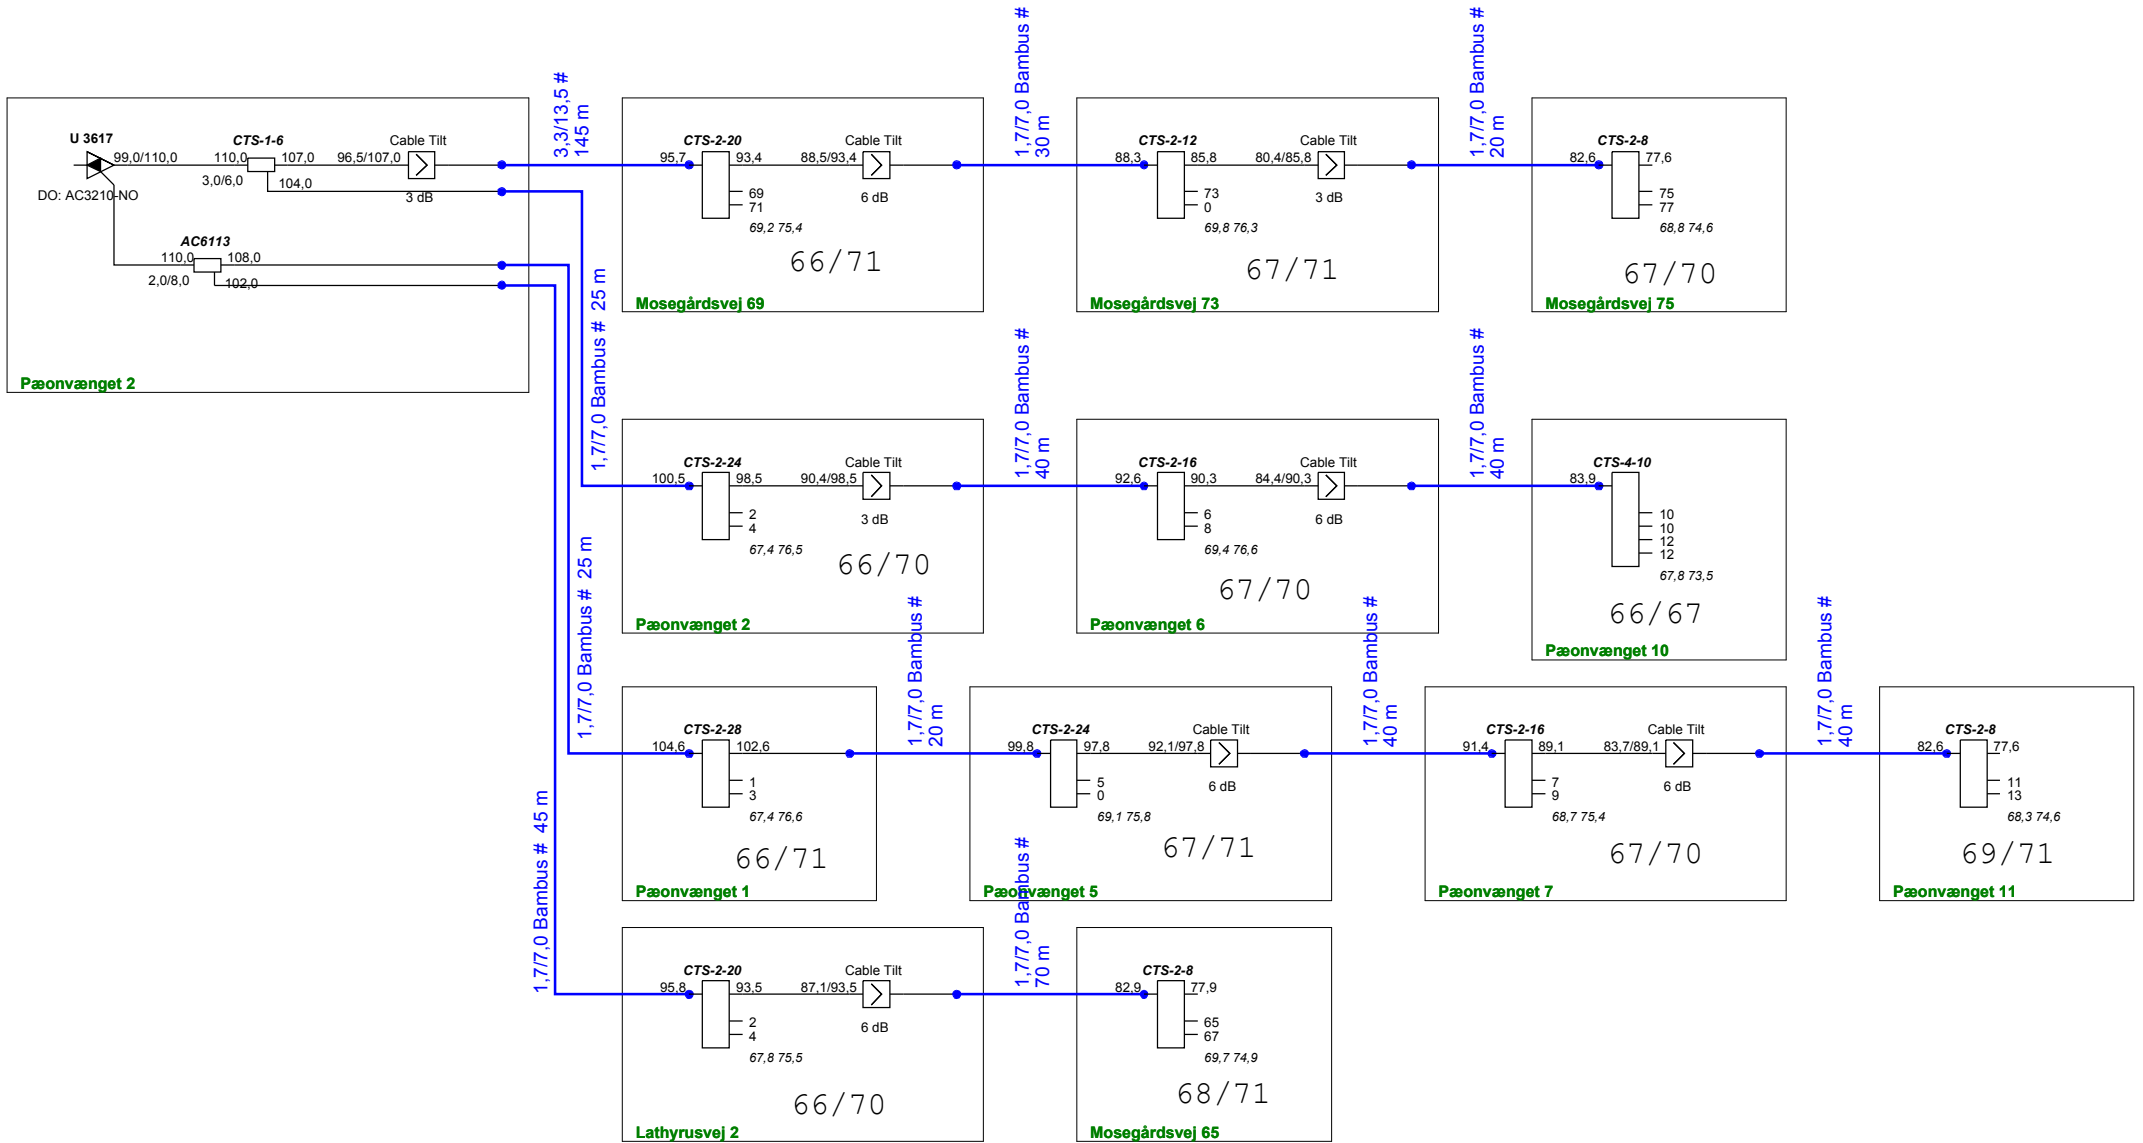 3,3/13,5 #
145 m
1,7/7,0 Bambus #
30 m
1,7/7,0 Bambus #
20 m
U 3617
99,0/110,0
DO: AC3210-NO
CTS-1-6
110,0
107,0
3,0/6,0
104,0
Cable Tilt
96,5/107,0
3 dB
AC6113
110,0
108,0
2,0/8,0
102,0
Pæonvænget 2
CTS-2-20
95,7
93,4
69
71
69,2 75,4
Cable Tilt
88,5/93,4
6 dB
66/71
Mosegårdsvej 69
CTS-2-12
88,3
85,8
73
0
69,8 76,3
Cable Tilt
80,4/85,8
3 dB
67/71
Mosegårdsvej 73
CTS-2-8
82,6
77,6
75
77
68,8 74,6
67/70
Mosegårdsvej 75
1,7/7,0 Bambus # 25 m
1,7/7,0 Bambus #
40 m
1,7/7,0 Bambus #
40 m
CTS-2-24
100,5
98,5
2
4
67,4 76,5
Cable Tilt
90,4/98,5
3 dB
66/70
Pæonvænget 2
CTS-2-16
92,6
90,3
6
8
69,4 76,6
Cable Tilt
84,4/90,3
6 dB
67/70
Pæonvænget 6
CTS-4-10
83,9
10
10
12
12
67,8 73,5
66/67
Pæonvænget 10
1,7/7,0 Bambus # 25 m
1,7/7,0 Bambus #
20 m
1,7/7,0 Bambus #
40 m
1,7/7,0 Bambus #
40 m
CTS-2-28
104,6
102,6
1
3
67,4 76,6
66/71
Pæonvænget 1
CTS-2-24
99,8
97,8
5
0
69,1 75,8
Cable Tilt
92,1/97,8
6 dB
67/71
Pæonvænget 5
CTS-2-16
91,4
89,1
7
9
68,7 75,4
Cable Tilt
83,7/89,1
6 dB
67/70
Pæonvænget 7
CTS-2-8
82,6
77,6
11
13
68,3 74,6
69/71
Pæonvænget 11
1,7/7,0 Bambus # 45 m
1,7/7,0 Bambus #
70 m
CTS-2-20
95,8
93,5
2
4
67,8 75,5
Cable Tilt
87,1/93,5
6 dB
66/70
Lathyrusvej 2
CTS-2-8
82,9
77,9
65
67
69,7 74,9
68/71
Mosegårdsvej 65